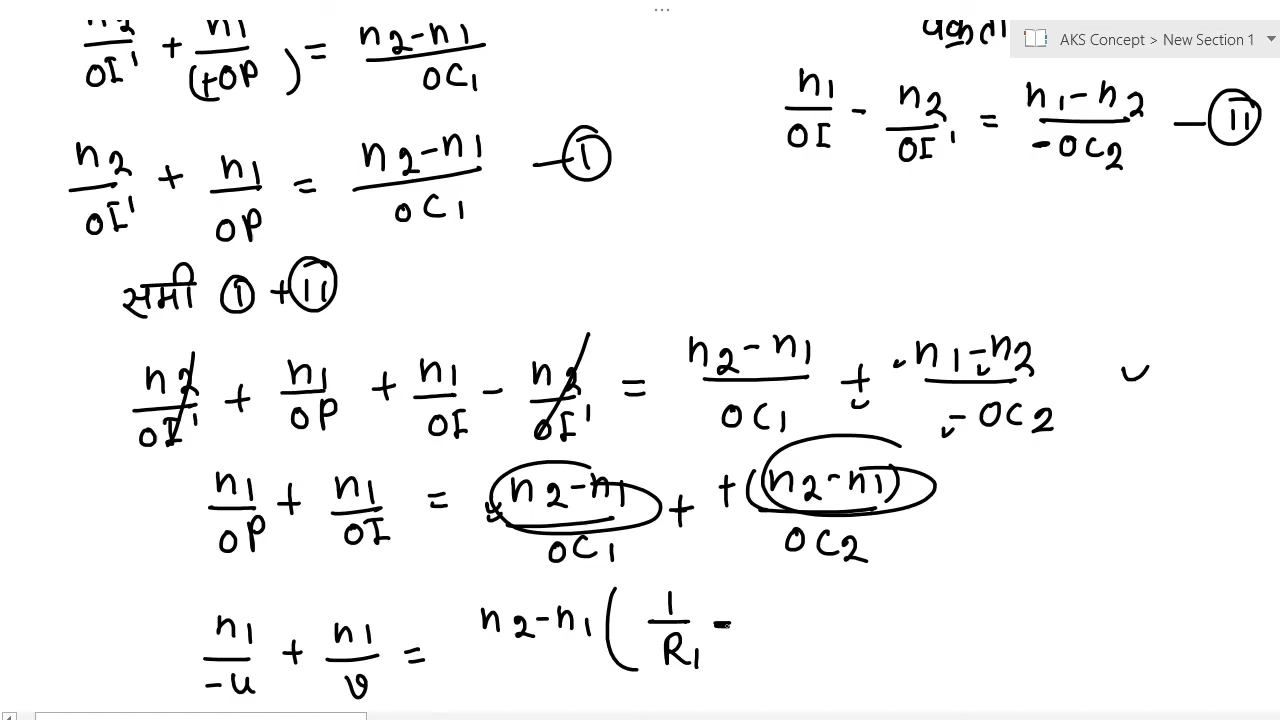 n2/OI' + n1/(+OP) = n2-n1/OC1
n2/OI' + n1/OP = n2-n1/OC1 — I
AKS Concept > New Section 1
n1/OI - n2/OI' = n1-n2/-OC2 — II
समी I + II
n2/OI' + n1/OP + n1/OI - n2/OI' = n2-n1/OC1 + n1-n2/-OC2
n1/OP + n1/OI = n2-n1/OC1 + +(n2-n1)/OC2
n1/-u + n1/v = n2-n1 ( 1/R1 -